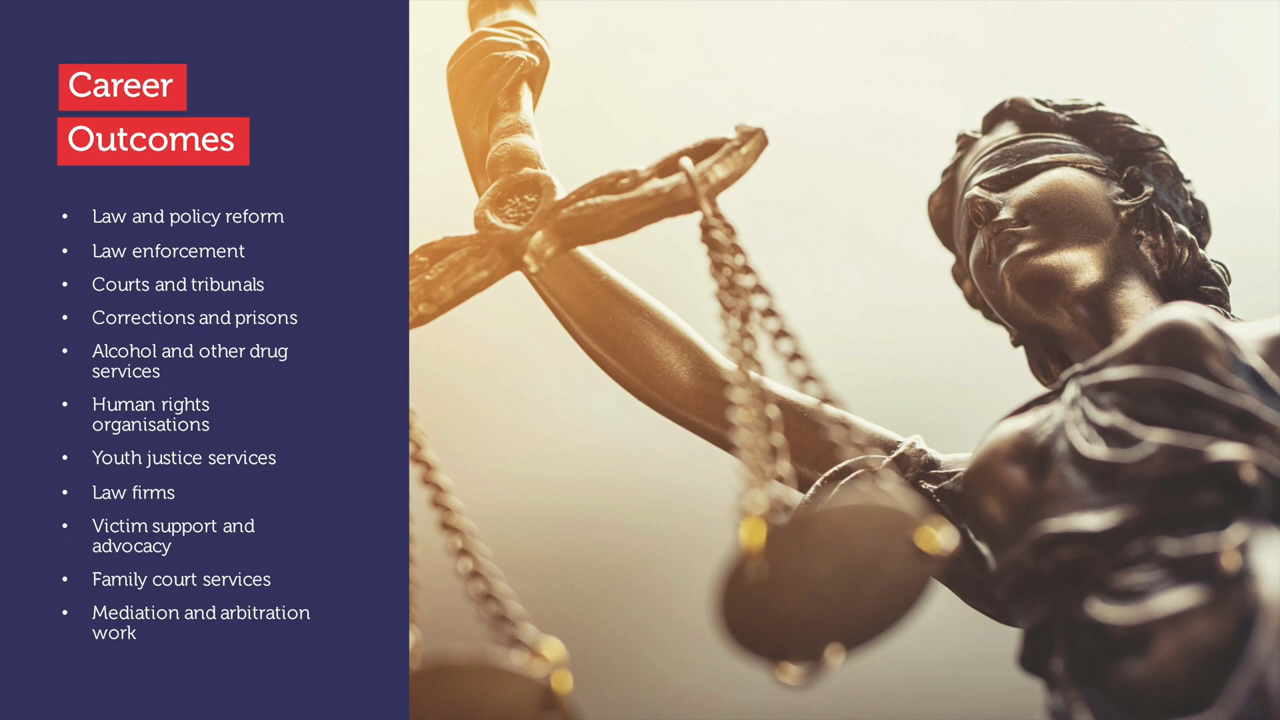 Career
Outcomes
• Law and policy reform
• Law enforcement
• Courts and tribunals
• Corrections and prisons
• Alcohol and other drug
services
• Human rights
organisations
• Youth justice services
• Law firms
• Victim support and
advocacy
• Family court services
• Mediation and arbitration
work